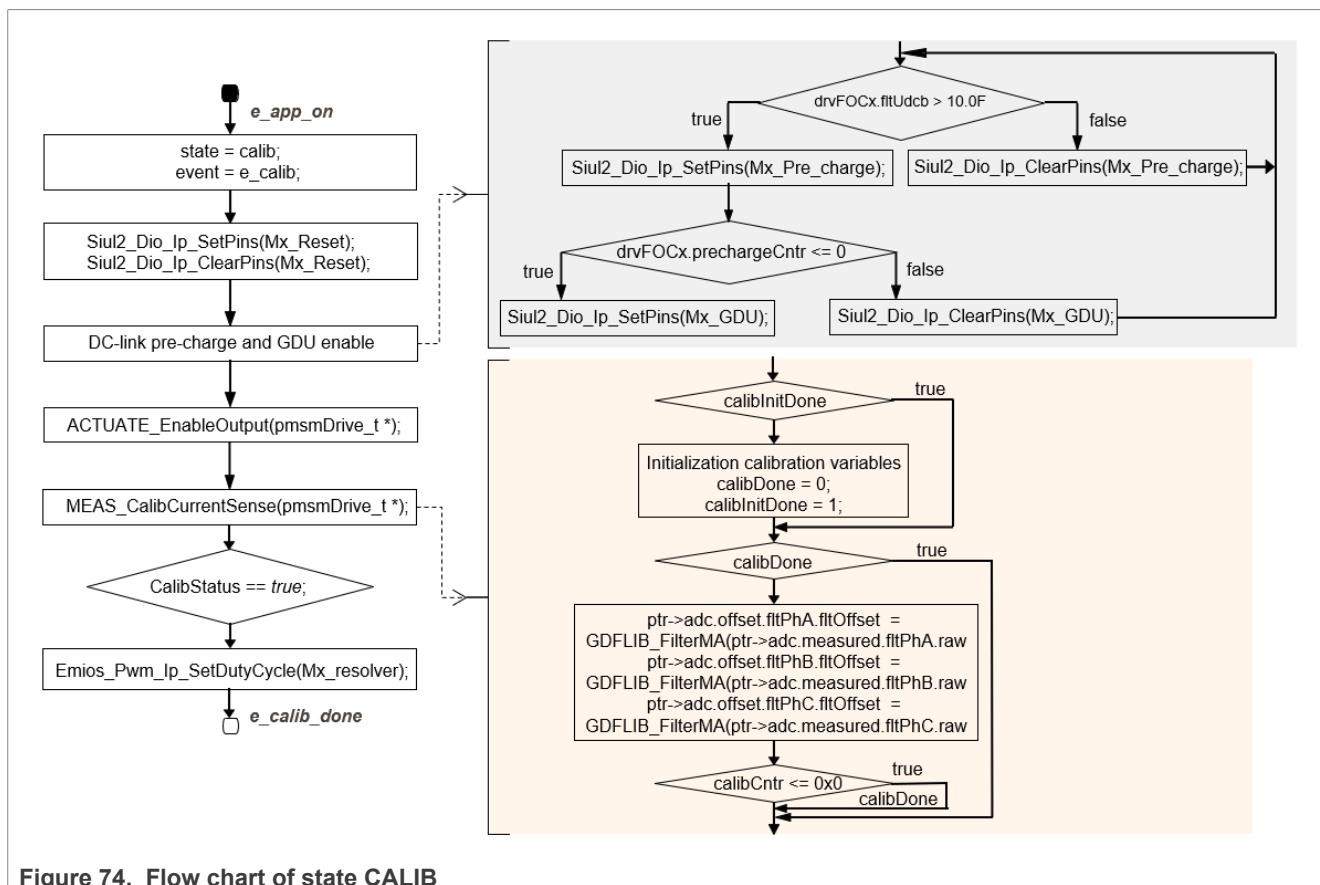 e_app_on
state = calib;
event = e_calib;
Siul2_Dio_Ip_SetPins(Mx_Reset);
Siul2_Dio_Ip_ClearPins(Mx_Reset);
DC-link pre-charge and GDU enable
ACTUATE_EnableOutput(pmsmDrive_t *);
MEAS_CalibCurrentSense(pmsmDrive_t *);
CalibStatus == true;
Emios_Pwm_Ip_SetDutyCycle(Mx_resolver);
e_calib_done
drvFOCx.fltUdcb > 10.0F
true
false
Siul2_Dio_Ip_SetPins(Mx_Pre_charge);
Siul2_Dio_Ip_ClearPins(Mx_Pre_charge);
drvFOCx.prechargeCntr <= 0
true
false
Siul2_Dio_Ip_SetPins(Mx_GDU);
Siul2_Dio_Ip_ClearPins(Mx_GDU);
calibInitDone
true
Initialization calibration variables
calibDone = 0;
calibInitDone = 1;
calibDone
true
ptr->adc.offset.fltPhA.fltOffset =
GDFLIB_FilterMA(ptr->adc.measured.fltPhA.raw
ptr->adc.offset.fltPhB.fltOffset =
GDFLIB_FilterMA(ptr->adc.measured.fltPhB.raw
ptr->adc.offset.fltPhC.fltOffset =
GDFLIB_FilterMA(ptr->adc.measured.fltPhC.raw
calibCntr <= 0x0
true
calibDone
Figure 74. Flow chart of state CALIB